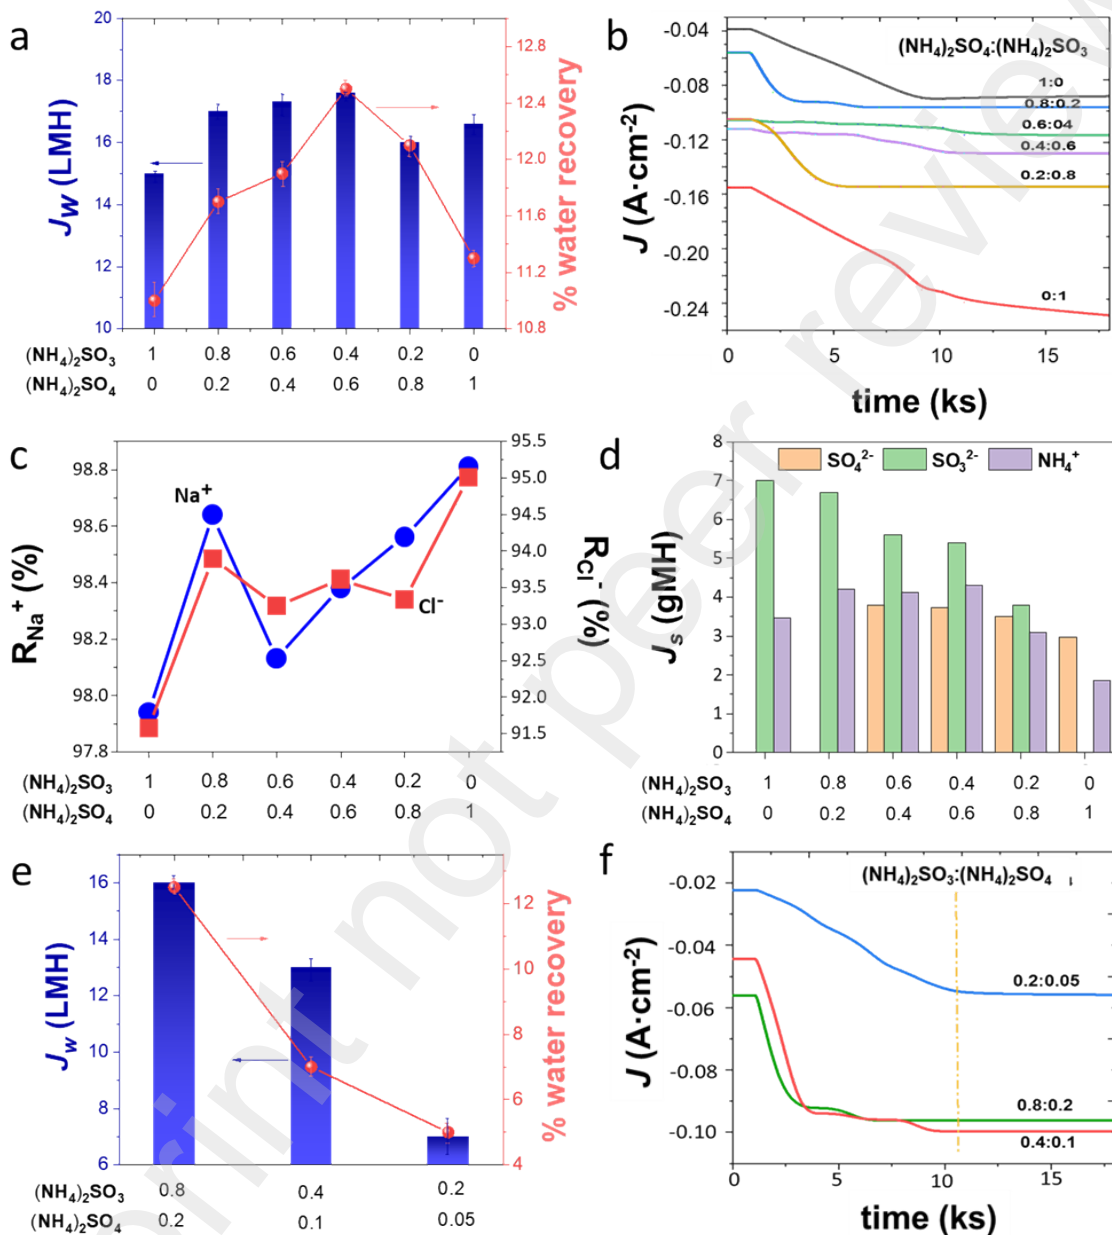 a
20
18
16
14
12
10
J_W (LMH)
12.8
12.4
12.0
11.6
11.2
10.8
% water recovery
(NH₄)₂SO₃ 1 0.8 0.6 0.4 0.2 0
(NH₄)₂SO₄ 0 0.2 0.4 0.6 0.8 1
b
-0.04
-0.08
-0.12
-0.16
-0.20
-0.24
J (A·cm⁻²)
(NH₄)₂SO₄:(NH₄)₂SO₃
1:0
0.8:0.2
0.6:04
0.4:0.6
0.2:0.8
0:1
0 5 10 15
time (ks)
c
98.8
98.6
98.4
98.2
98.0
97.8
R_Na⁺ (%)
Na⁺
Cl⁻
95.5
95.0
94.5
94.0
93.5
93.0
92.5
92.0
91.5
R_Cl⁻ (%)
(NH₄)₂SO₃ 1 0.8 0.6 0.4 0.2 0
(NH₄)₂SO₄ 0 0.2 0.4 0.6 0.8 1
d
8
7
6
5
4
3
2
1
0
J_s (gMH)
SO₄²⁻ SO₃²⁻ NH₄⁺
(NH₄)₂SO₃ 1 0.8 0.6 0.4 0.2 0
(NH₄)₂SO₄ 0 0.2 0.4 0.6 0.8 1
e
16
14
12
10
8
6
J_w (LMH)
12
10
8
6
4
% water recovery
(NH₄)₂SO₃ 0.8 0.4 0.2
(NH₄)₂SO₄ 0.2 0.1 0.05
f
-0.02
-0.04
-0.06
-0.08
-0.10
J (A·cm⁻²)
(NH₄)₂SO₃:(NH₄)₂SO₄
0.2:0.05
0.8:0.2
0.4:0.1
0 5 10 15
time (ks)
print not peer review